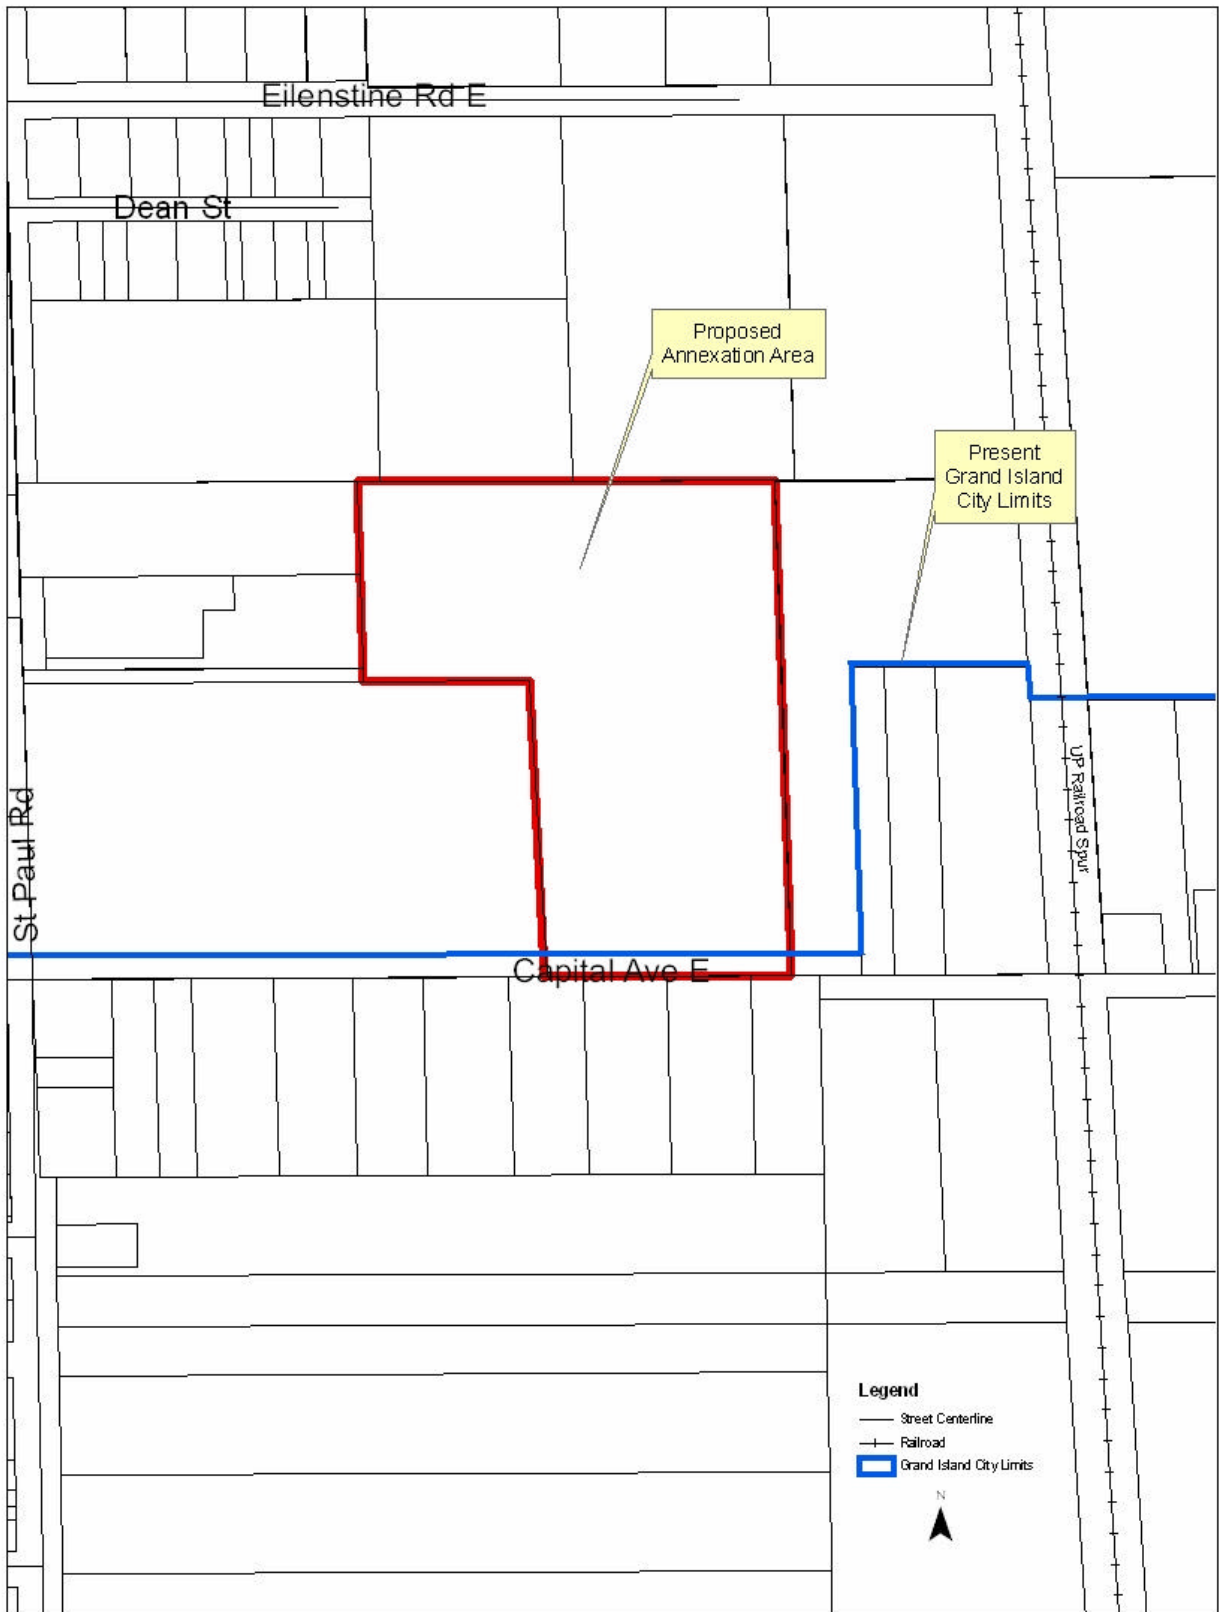 Eilenstine Rd E
Dean St
Proposed
Annexation Area
Present
Grand Island
City Limits
UP Railroad Spur
St Paul Rd
Capital Ave E
Legend
Street Centerline
Railroad
Grand Island City Limits
N